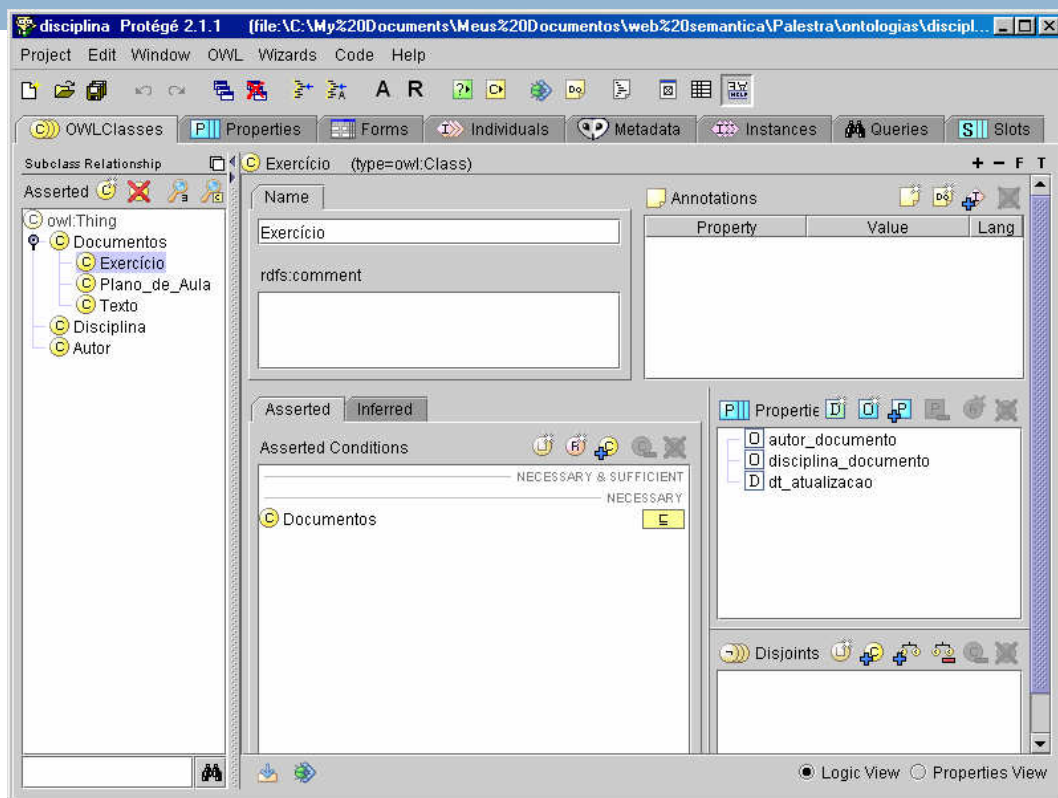 disciplina Protégé 2.1.1 (file:\C:\My%20Documents\Meus%20Documentos\web%20semantica\Palestra\ontologias\discipl...
Project Edit Window OWL Wizards Code Help
OWLClasses Properties Forms Individuals Metadata Instances Queries Slots
Subclass Relationship
Asserted
owl:Thing
Documentos
Exercício
Plano_de_Aula
Texto
Disciplina
Autor
Exercício (type=owl:Class)
+ - F T
Name
Exercício
rdfs:comment
Annotations
Property Value Lang
Asserted Inferred
Asserted Conditions
NECESSARY & SUFFICIENT
NECESSARY
Documentos
Propertie
autor_documento
disciplina_documento
dt_atualizacao
Disjoints
Logic View Properties View